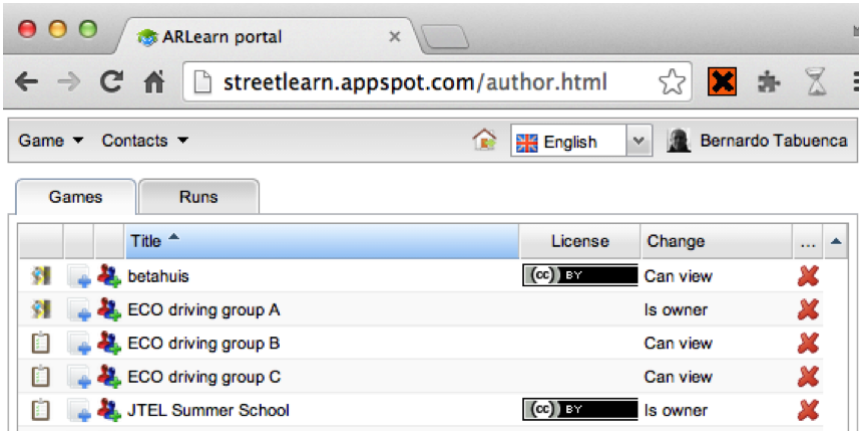 ARLearn portal
streetlearn.appspot.com/author.html
Game Contacts English Bernardo Tabuenca
Games Runs
Title License Change ...
betahuis (cc) BY Can view
ECO driving group A Is owner
ECO driving group B Can view
ECO driving group C Can view
JTEL Summer School (cc) BY Is owner